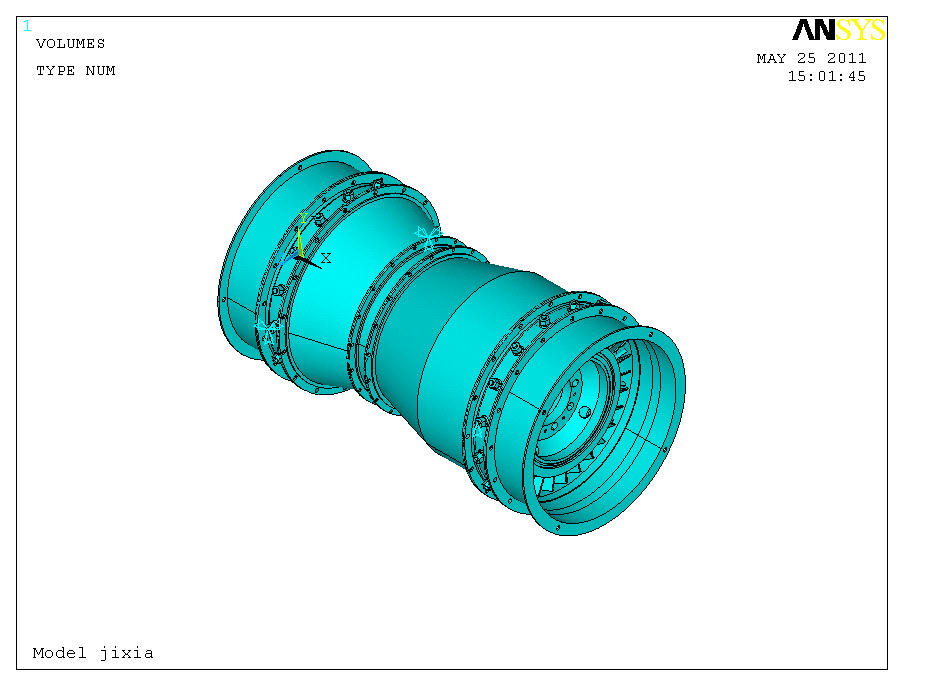 1
ANSYS
VOLUMES
TYPE NUM
MAY 25 2011
15:01:45
Y
X
Model jixia